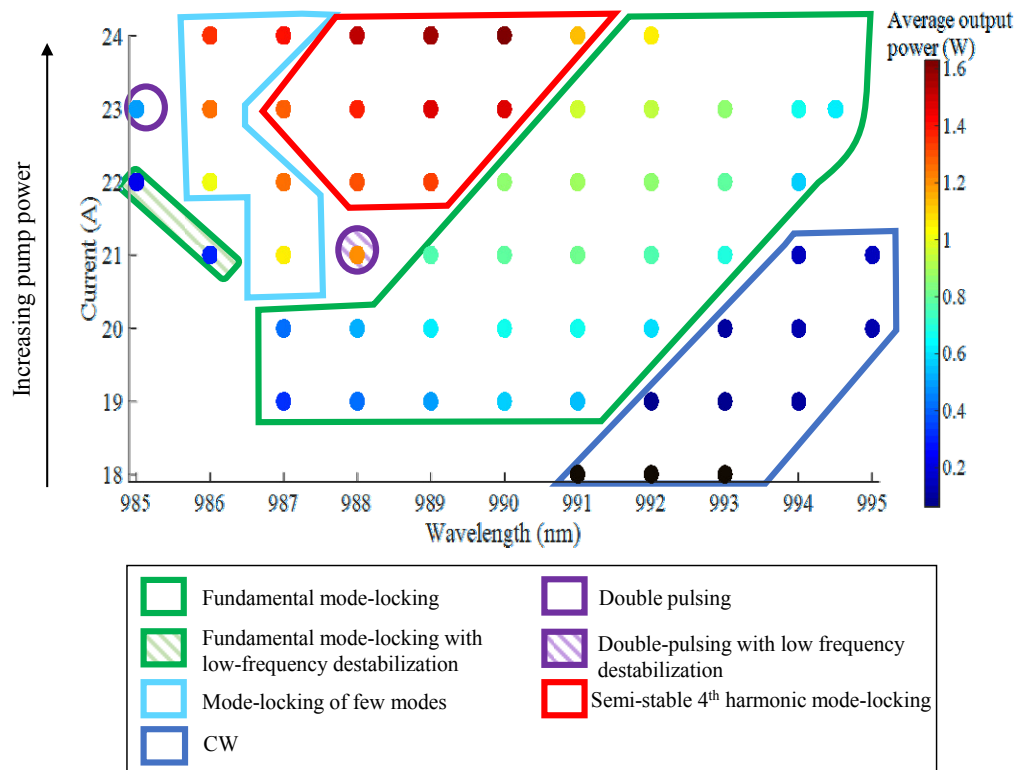 Average output
power (W)
Increasing pump power
Current (A)
24
23
22
21
20
19
18
985 986 987 988 989 990 991 992 993 994 995
Wavelength (nm)
1.6
1.4
1.2
1
0.8
0.6
0.4
0.2
Fundamental mode-locking
Fundamental mode-locking with
low-frequency destabilization
Mode-locking of few modes
CW
Double pulsing
Double-pulsing with low frequency
destabilization
Semi-stable 4th harmonic mode-locking